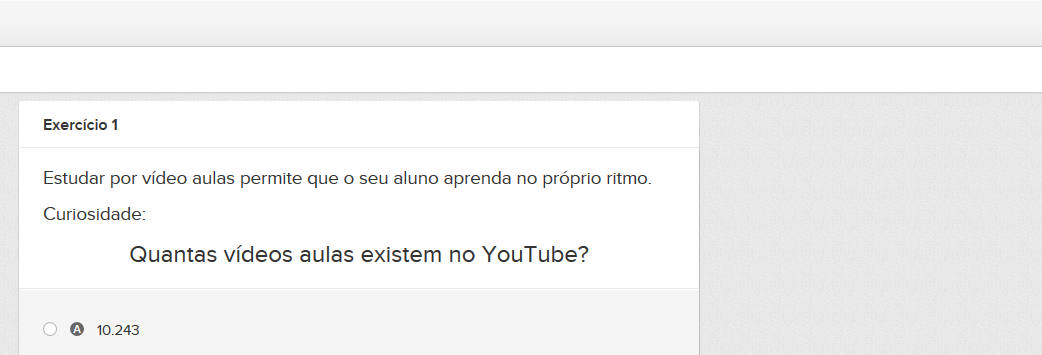 Exercício 1
Estudar por vídeo aulas permite que o seu aluno aprenda no próprio ritmo.
Curiosidade:
Quantas vídeos aulas existem no YouTube?
A 10.243